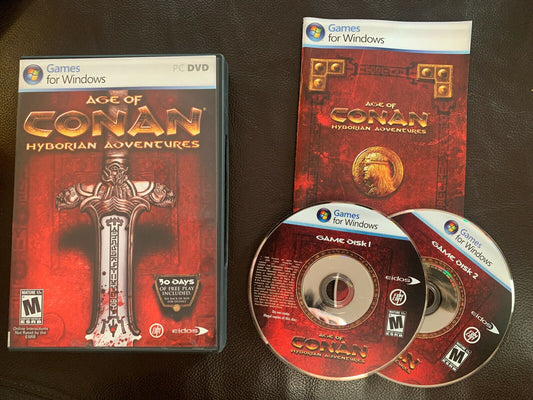 Games
for Windows
PC DVD
AGE OF
CONAN
HYBORIAN ADVENTURES
30 DAYS
OF FREE PLAY
INCLUDED
MATURE 17+
M
ESRB
Online Interactions
Not Rated by the
ESRB
eidos
Games
for Windows
AGE OF
CONAN
HYBORIAN ADVENTURES
Games
for Windows
GAME DISK 1
eidos
M
AGE OF
CONAN
HYBORIAN ADVENTURES
Games
for Windows
GAME DISK 2
eidos
M